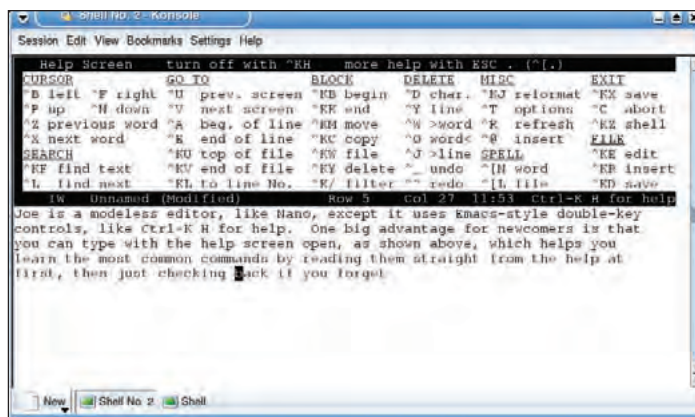 Shell No. 2 - Konsole
Session Edit View Bookmarks Settings Help
Help Screen turn off with ^KH more help with ESC . (^[.)
CURSOR GO TO BLOCK DELETE MISC EXIT
^B left ^F right ^U prev. screen ^KB begin ^D char. ^KJ reformat ^KX save
^P up ^N down ^V next screen ^KK end ^Y line ^T options ^C abort
^Z previous word ^A beg. of line ^KM move ^W >word ^R refresh ^KZ shell
^X next word ^E end of line ^KC copy ^O word< ^@ insert FILE
SEARCH ^KU top of file ^KW file ^J >line SPELL ^KE edit
^KF find text ^KV end of file ^KY delete ^_ undo ^[N word ^KR insert
^L find next ^KL to line No. ^K/ filter ^^ redo ^[L file ^KD save
IW Unnamed (Modified) Row 5 Col 27 11:53 Ctrl-K H for help
Joe is a modeless editor, like Nano, except it uses Emacs-style double-key
controls, like Ctrl-K H for help. One big advantage for newcomers is that
you can type with the help screen open, as shown above, which helps you
learn the most common commands by reading them straight from the help at
first, then just checking back if you forget
New Shell No. 2 Shell